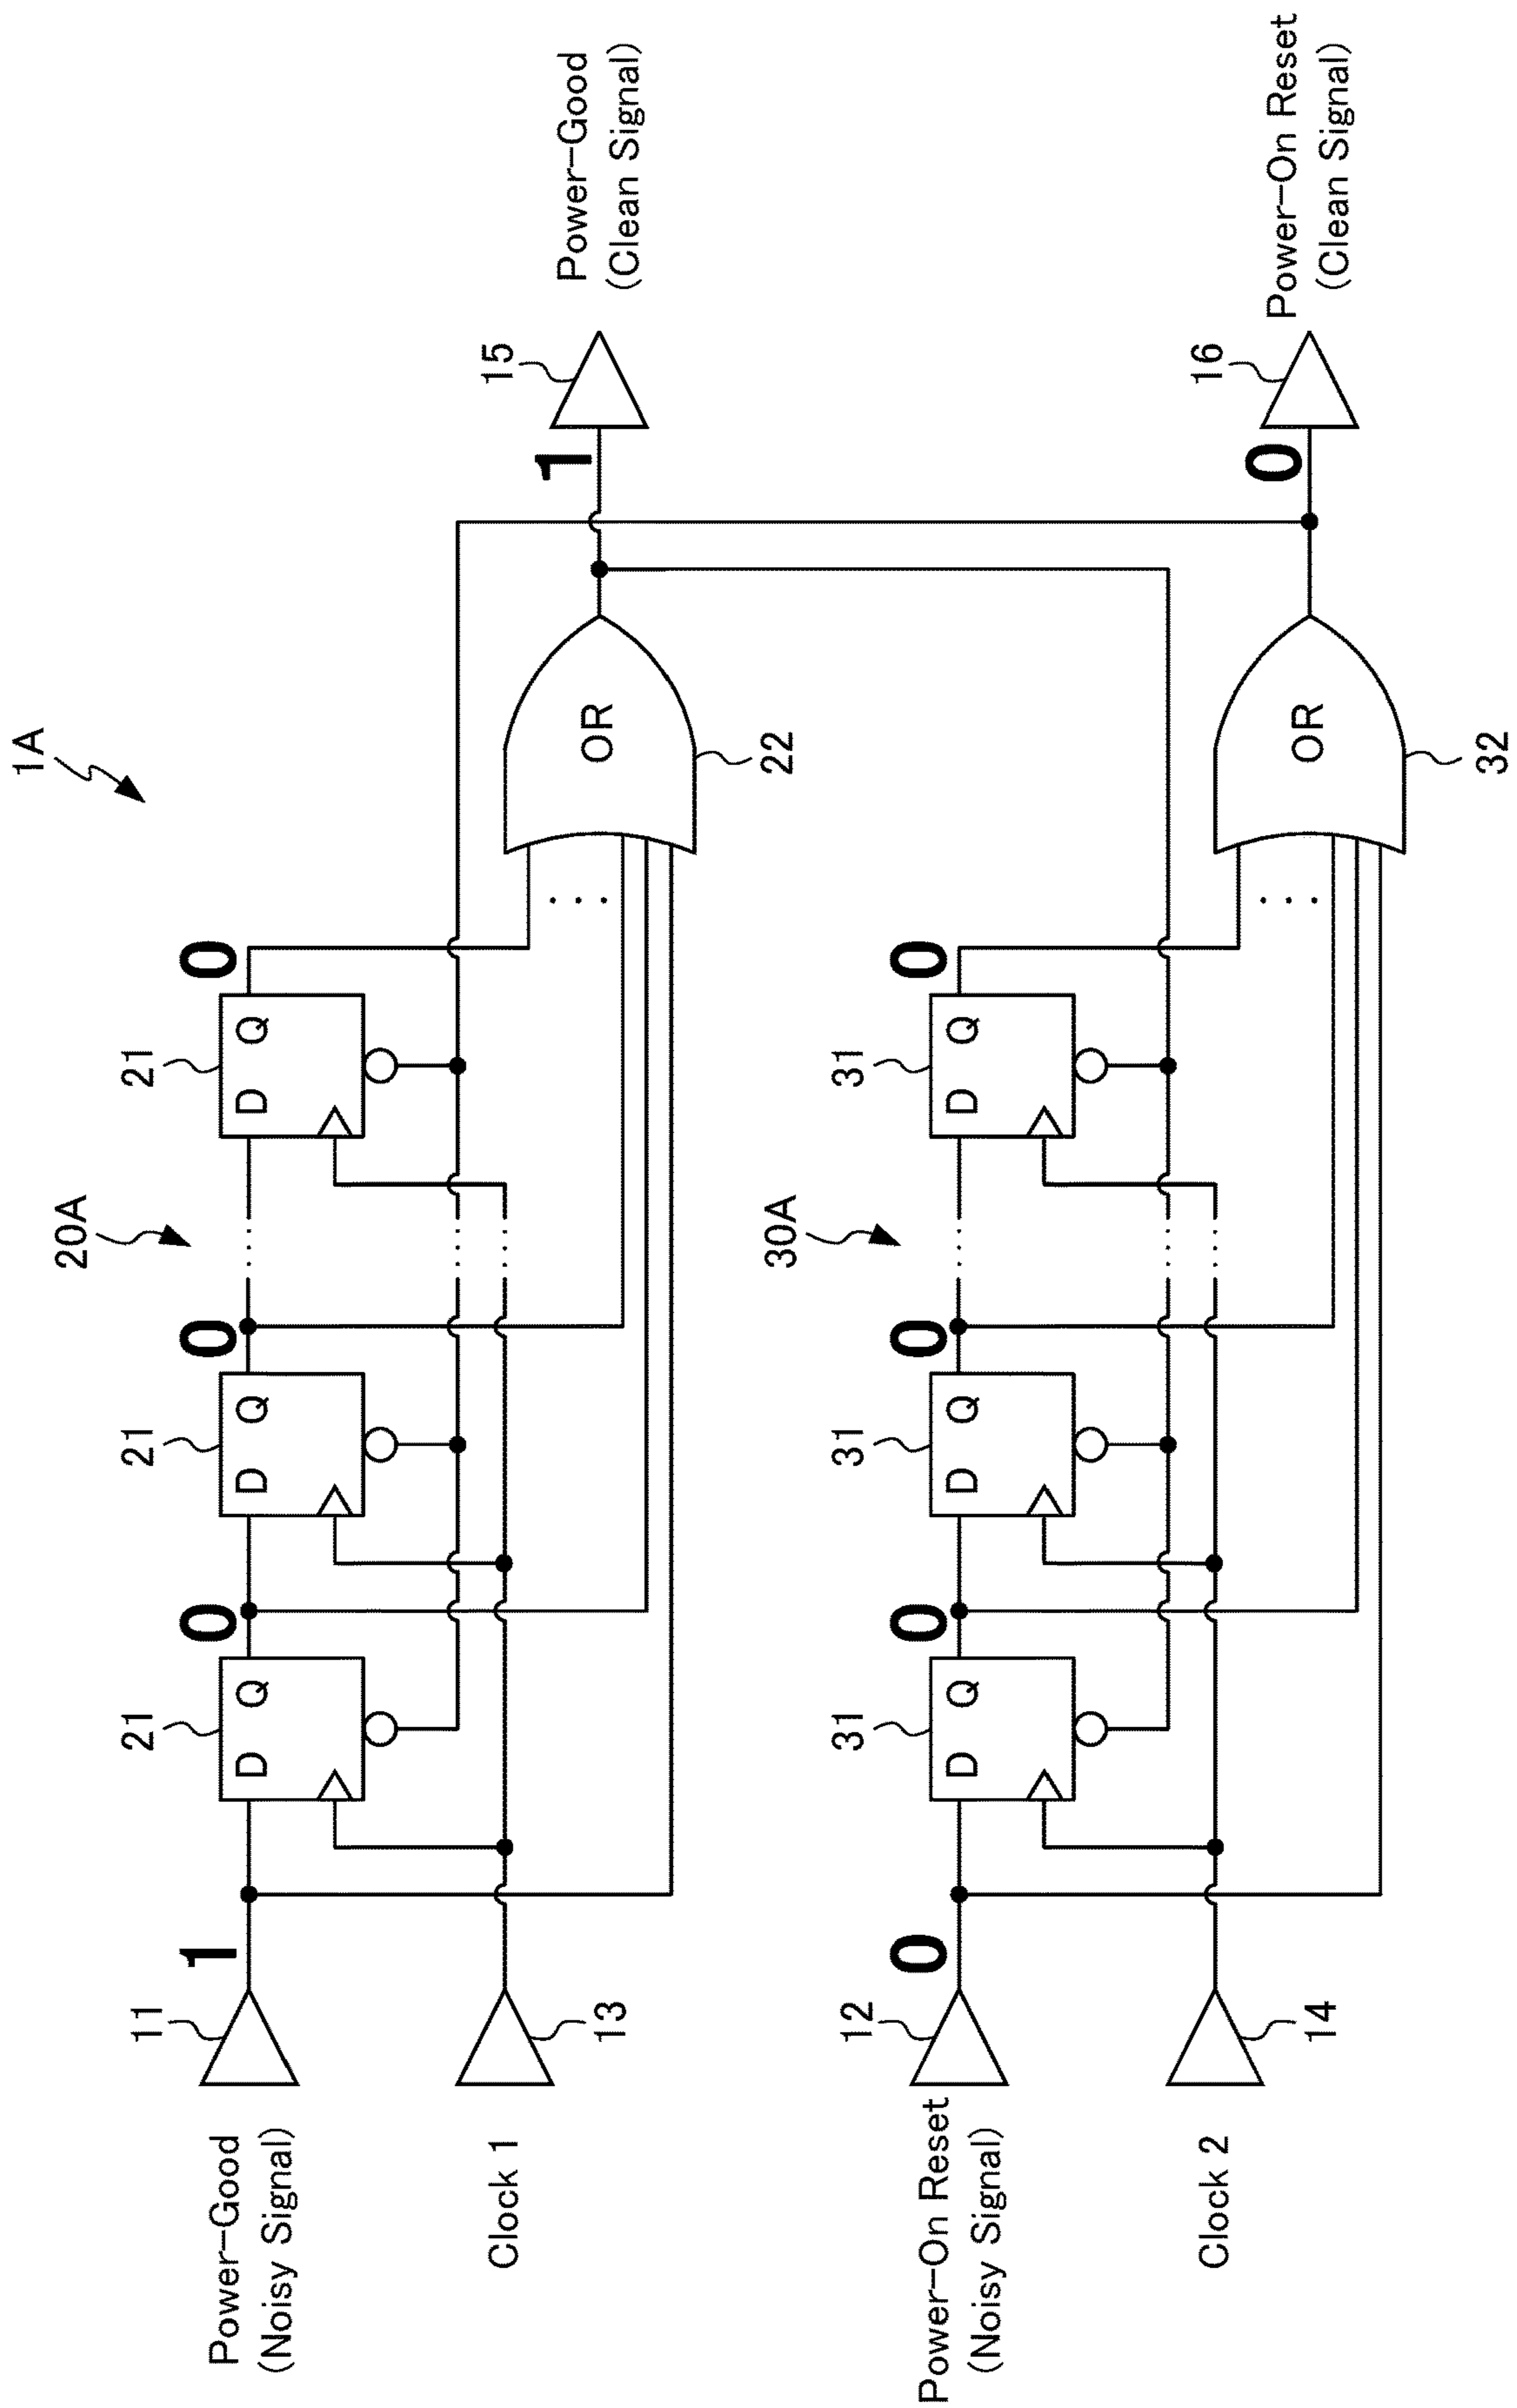 1A
20A
21
21
21
0
0
0
1
11
Power-Good
(Noisy Signal)
D Q
D Q
D Q
13
Clock 1
OR
22
1
15
Power-Good
(Clean Signal)
30A
31
31
31
0
0
0
0
12
Power-On Reset
(Noisy Signal)
D Q
D Q
D Q
14
Clock 2
OR
32
0
16
Power-On Reset
(Clean Signal)